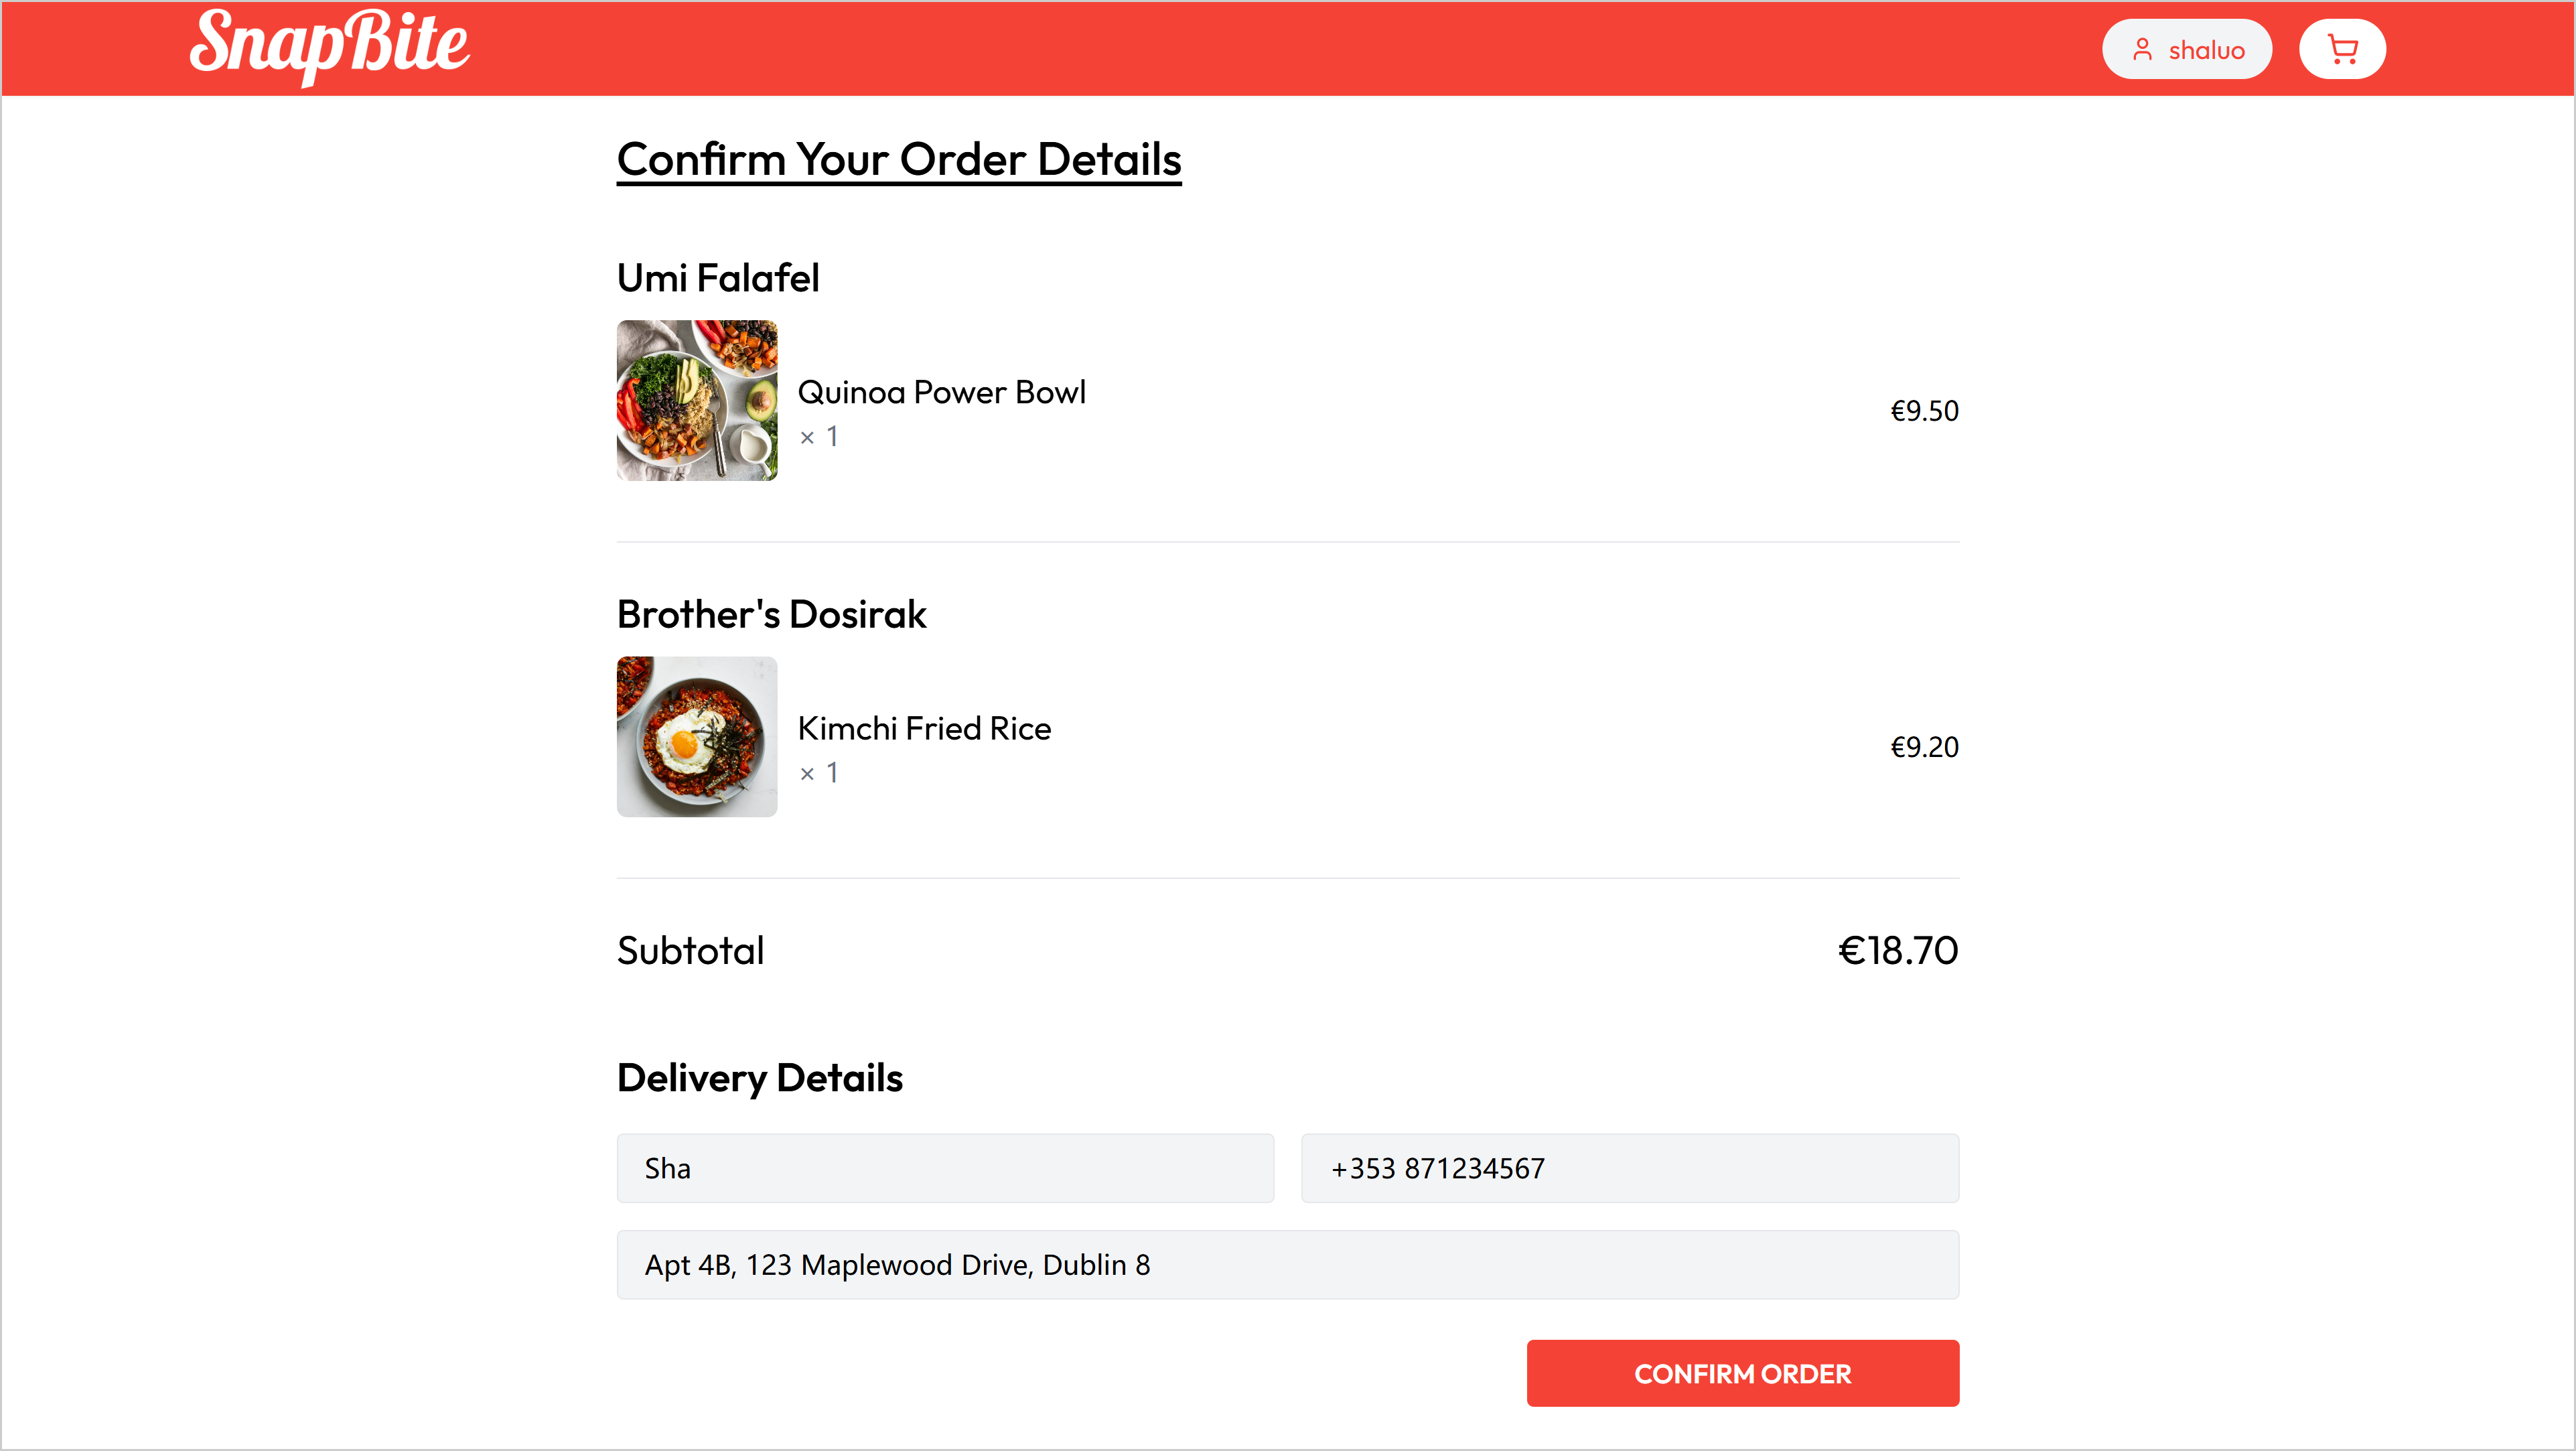 SnapBite
shaluo
Confirm Your Order Details
Umi Falafel
Quinoa Power Bowl
× 1
€9.50
Brother's Dosirak
Kimchi Fried Rice
× 1
€9.20
Subtotal
€18.70
Delivery Details
Sha
+353 871234567
Apt 4B, 123 Maplewood Drive, Dublin 8
CONFIRM ORDER